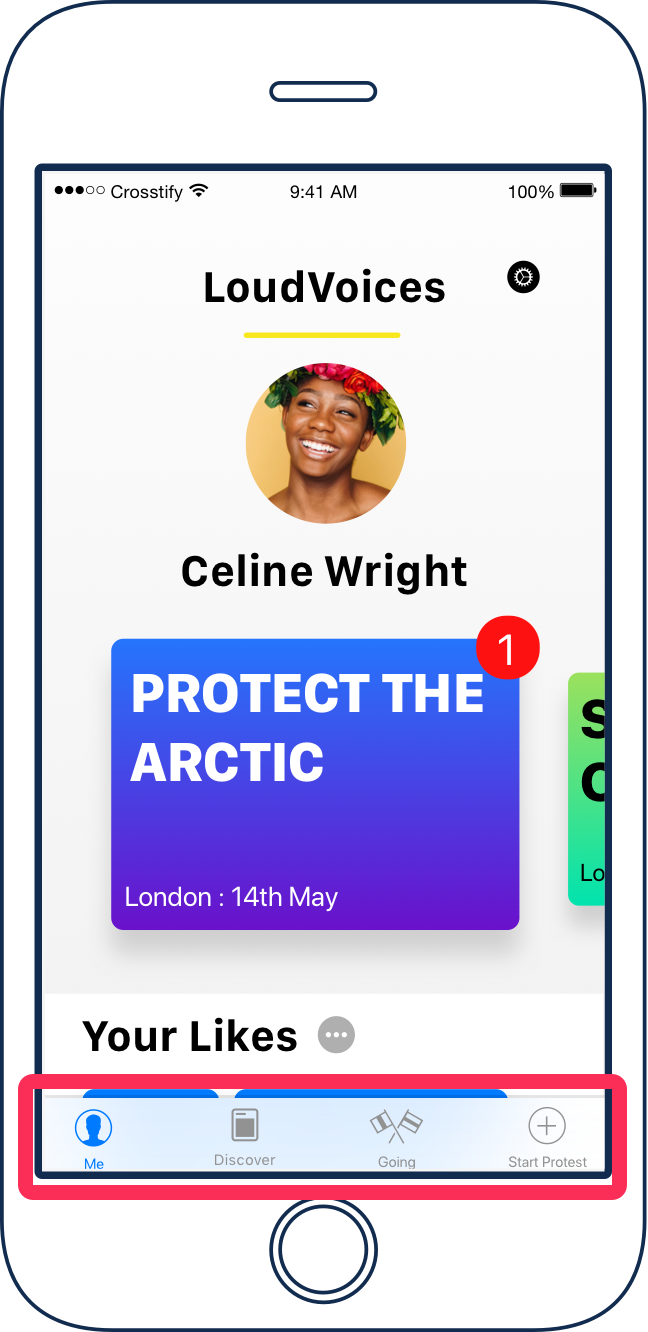 Crosstify 9:41 AM 100%
LoudVoices
Celine Wright
1
PROTECT THE
ARCTIC
London : 14th May
S
C
Lo
Your Likes
Me Discover Going Start Protest